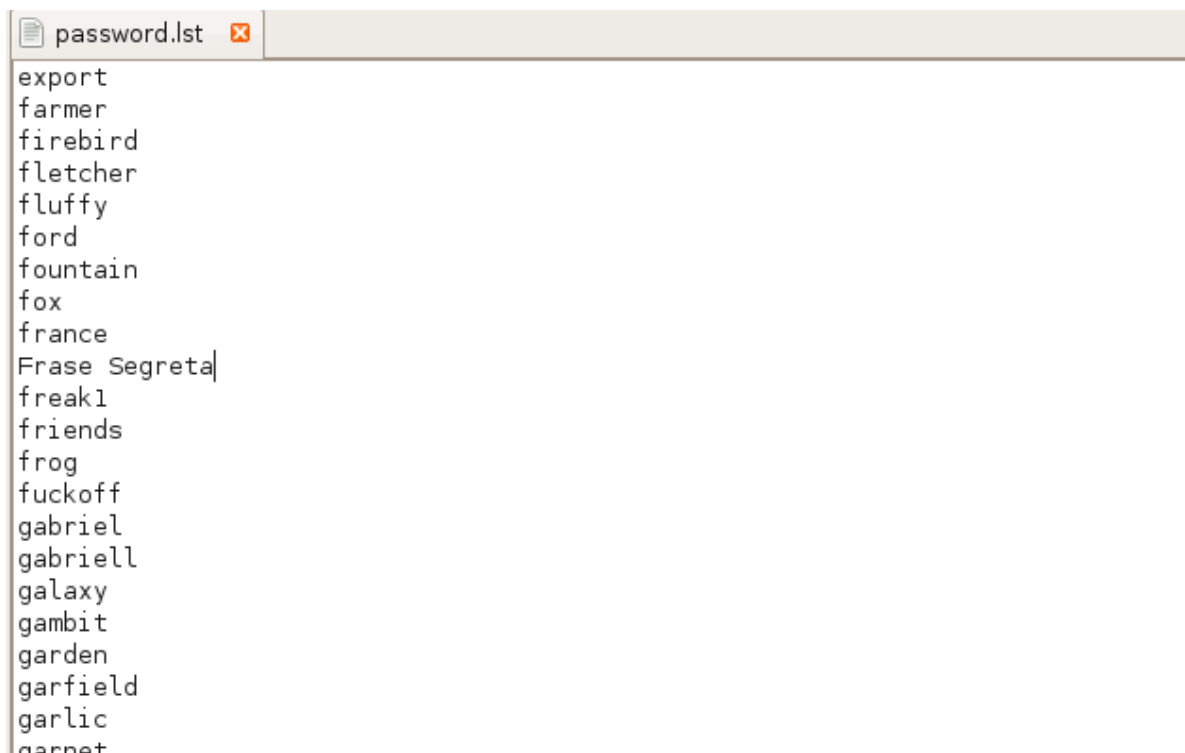 password.lst
export
farmer
firebird
fletcher
fluffy
ford
fountain
fox
france
Frase Segreta
freak1
friends
frog
fuckoff
gabriel
gabriell
galaxy
gambit
garden
garfield
garlic
garnet